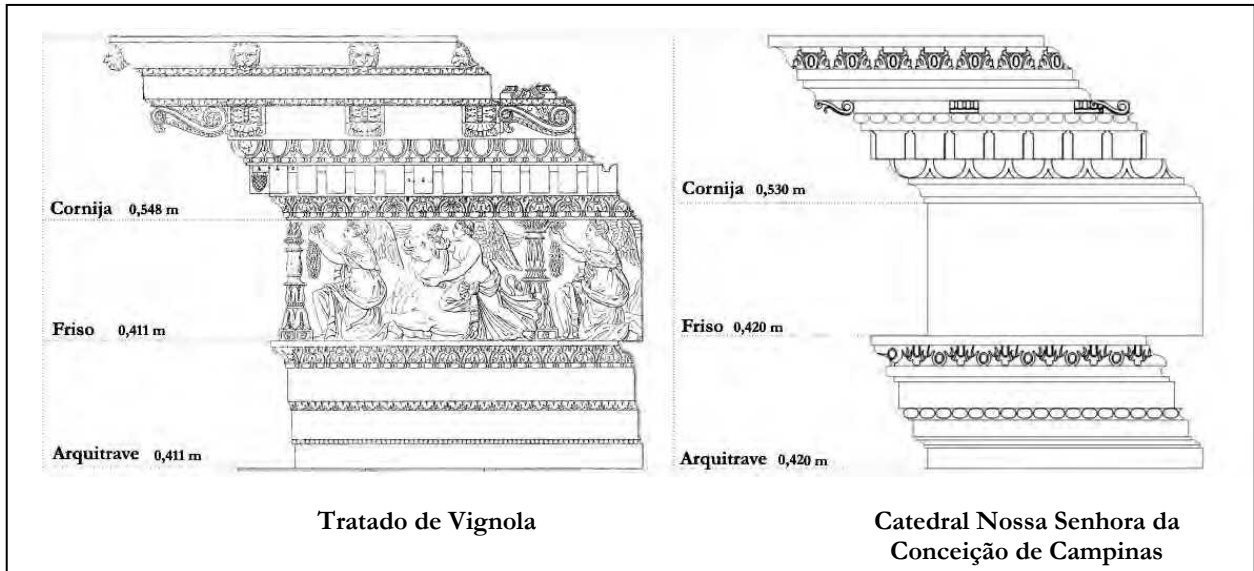 Cornija 0,548 m
Friso 0,411 m
Arquitrave 0,411 m
Tratado de Vignola
Cornija 0,530 m
Friso 0,420 m
Arquitrave 0,420 m
Catedral Nossa Senhora da
Conceição de Campinas